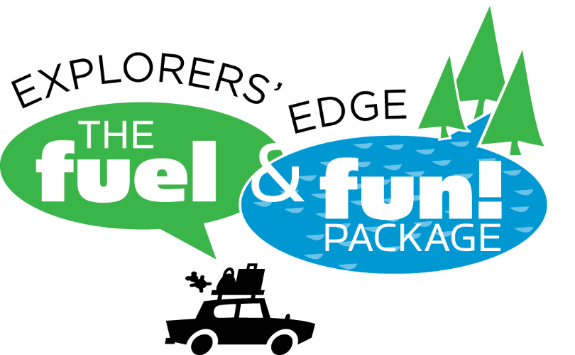 EXPLORERS' EDGE
THE
fuel
&
fun!
PACKAGE